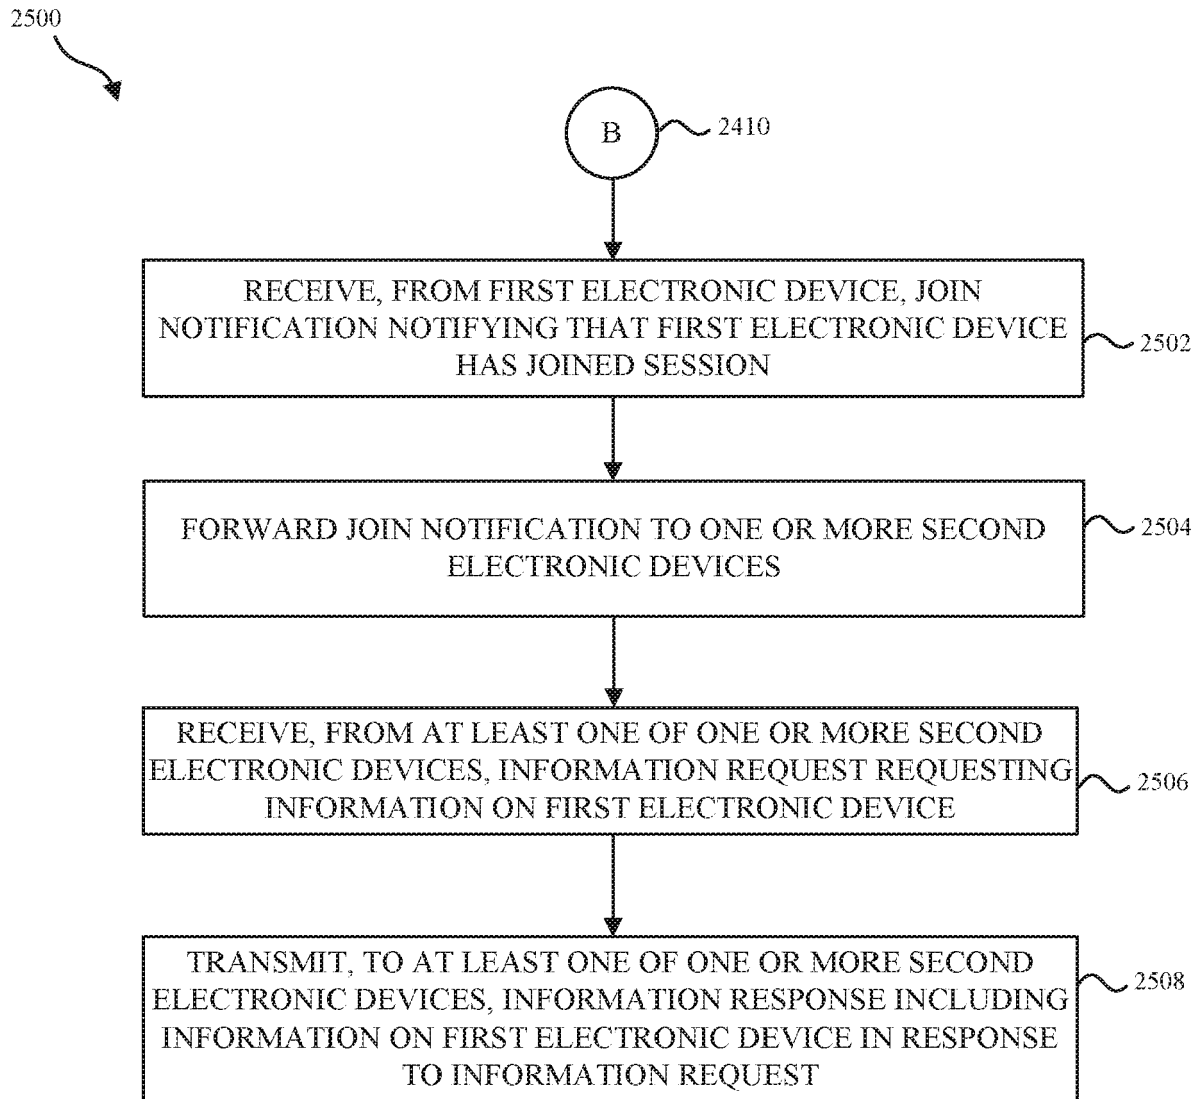 2500
B
2410
RECEIVE, FROM FIRST ELECTRONIC DEVICE, JOIN
NOTIFICATION NOTIFYING THAT FIRST ELECTRONIC DEVICE
HAS JOINED SESSION
2502
FORWARD JOIN NOTIFICATION TO ONE OR MORE SECOND
ELECTRONIC DEVICES
2504
RECEIVE, FROM AT LEAST ONE OF ONE OR MORE SECOND
ELECTRONIC DEVICES, INFORMATION REQUEST REQUESTING
INFORMATION ON FIRST ELECTRONIC DEVICE
2506
TRANSMIT, TO AT LEAST ONE OF ONE OR MORE SECOND
ELECTRONIC DEVICES, INFORMATION RESPONSE INCLUDING
INFORMATION ON FIRST ELECTRONIC DEVICE IN RESPONSE
TO INFORMATION REQUEST
2508